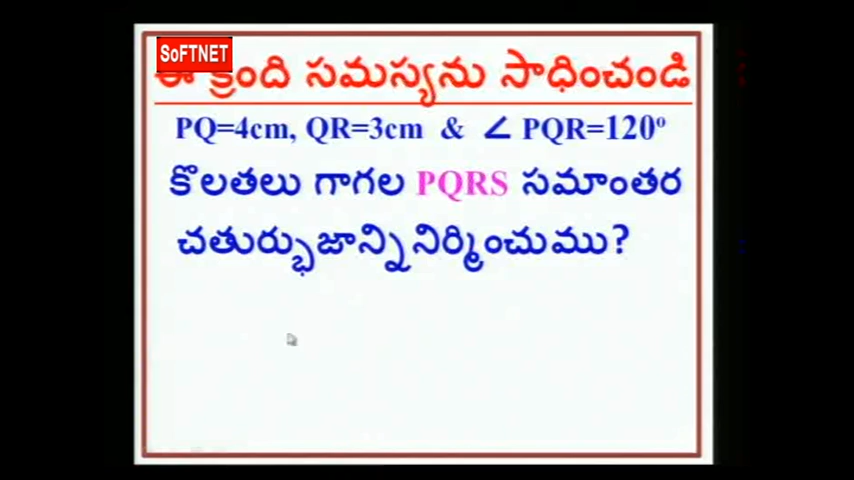 SoFTNET
ఈ క్రింది సమస్యను సాధించండి
PQ=4cm, QR=3cm & ∠ PQR=120°
కొలతలు గాగల PQRS సమాంతర
చతుర్భుజాన్ని నిర్మించుము?